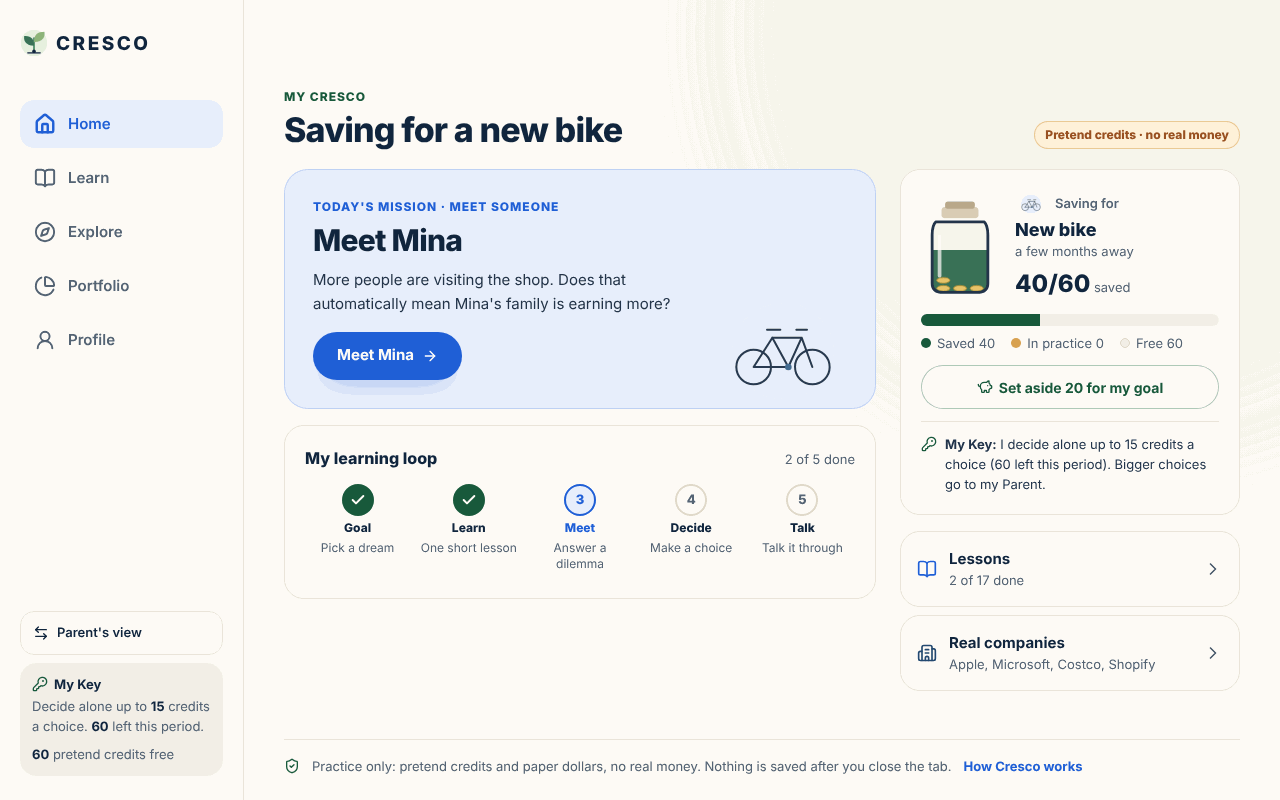 CRESCO
Home
Learn
Explore
Portfolio
Profile
Parent's view
My Key
Decide alone up to 15 credits
a choice. 60 left this period.
60 pretend credits free
MY CRESCO
Saving for a new bike
Pretend credits · no real money
TODAY'S MISSION · MEET SOMEONE
Meet Mina
More people are visiting the shop. Does that
automatically mean Mina's family is earning more?
Meet Mina
My learning loop
2 of 5 done
3
4
5
Goal
Learn
Meet
Decide
Talk
Pick a dream
One short lesson
Answer a
dilemma
Make a choice
Talk it through
Saving for
New bike
a few months away
40/60 saved
Saved 40
In practice 0
Free 60
Set aside 20 for my goal
My Key: I decide alone up to 15 credits a
choice (60 left this period). Bigger choices
go to my Parent.
Lessons
2 of 17 done
Real companies
Apple, Microsoft, Costco, Shopify
Practice only: pretend credits and paper dollars, no real money. Nothing is saved after you close the tab. How Cresco works